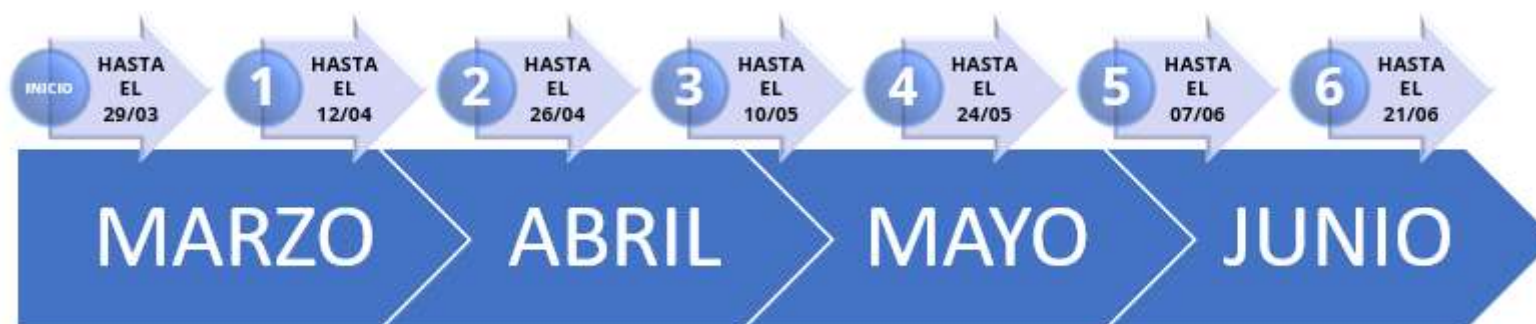 INICIO
HASTA
EL
29/03
1
HASTA
EL
12/04
2
HASTA
EL
26/04
3
HASTA
EL
10/05
4
HASTA
EL
24/05
5
HASTA
EL
07/06
6
HASTA
EL
21/06
MARZO
ABRIL
MAYO
JUNIO